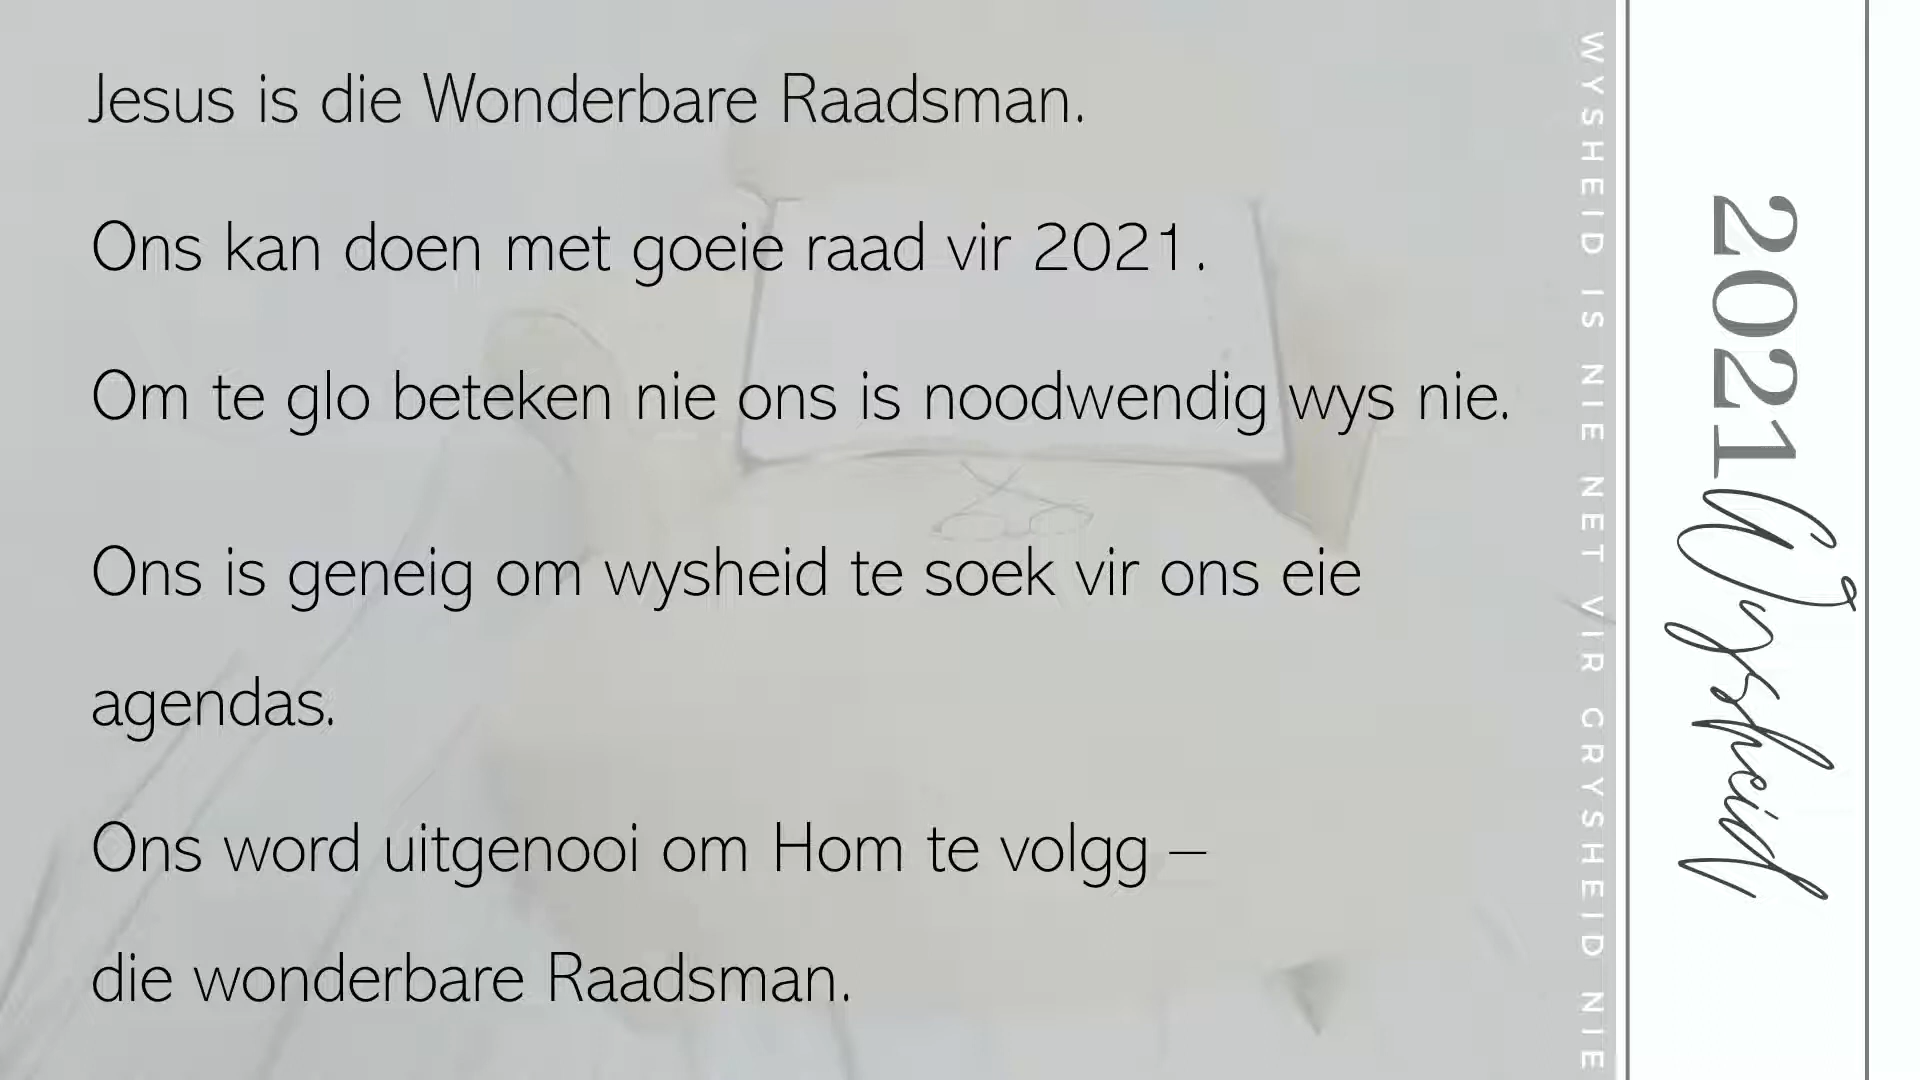 Jesus is die Wonderbare Raadsman.
Ons kan doen met goeie raad vir 2021.
Om te glo beteken nie ons is noodwendig wys nie.
Ons is geneig om wysheid te soek vir ons eie
agendas.
Ons word uitgenooi om Hom te volgg –
die wonderbare Raadsman.
WYSHEID IS NIE NET VIR GRYSHEID NIE
2021 Wysheid